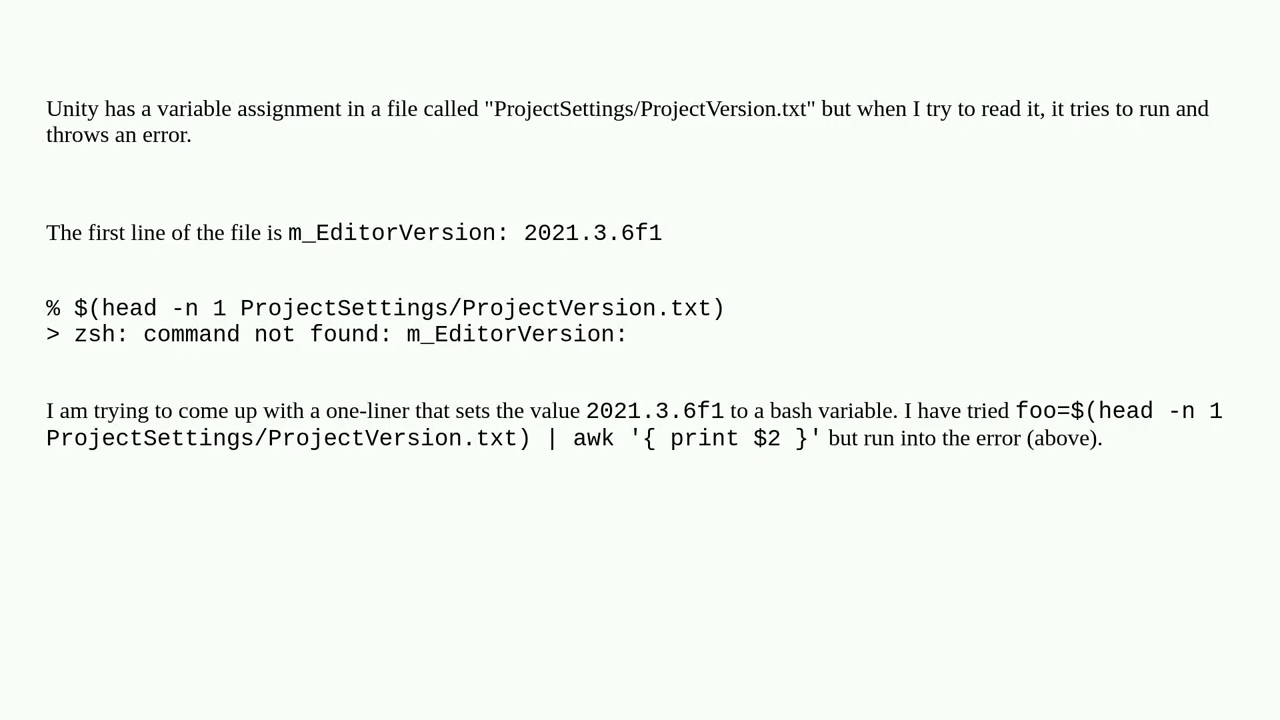 Unity has a variable assignment in a file called "ProjectSettings/ProjectVersion.txt" but when I try to read it, it tries to run and
throws an error.
The first line of the file is m_EditorVersion: 2021.3.6f1
% $(head -n 1 ProjectSettings/ProjectVersion.txt)
> zsh: command not found: m_EditorVersion:
I am trying to come up with a one-liner that sets the value 2021.3.6f1 to a bash variable. I have tried foo=$(head -n 1
ProjectSettings/ProjectVersion.txt) | awk '{ print $2 }' but run into the error (above).